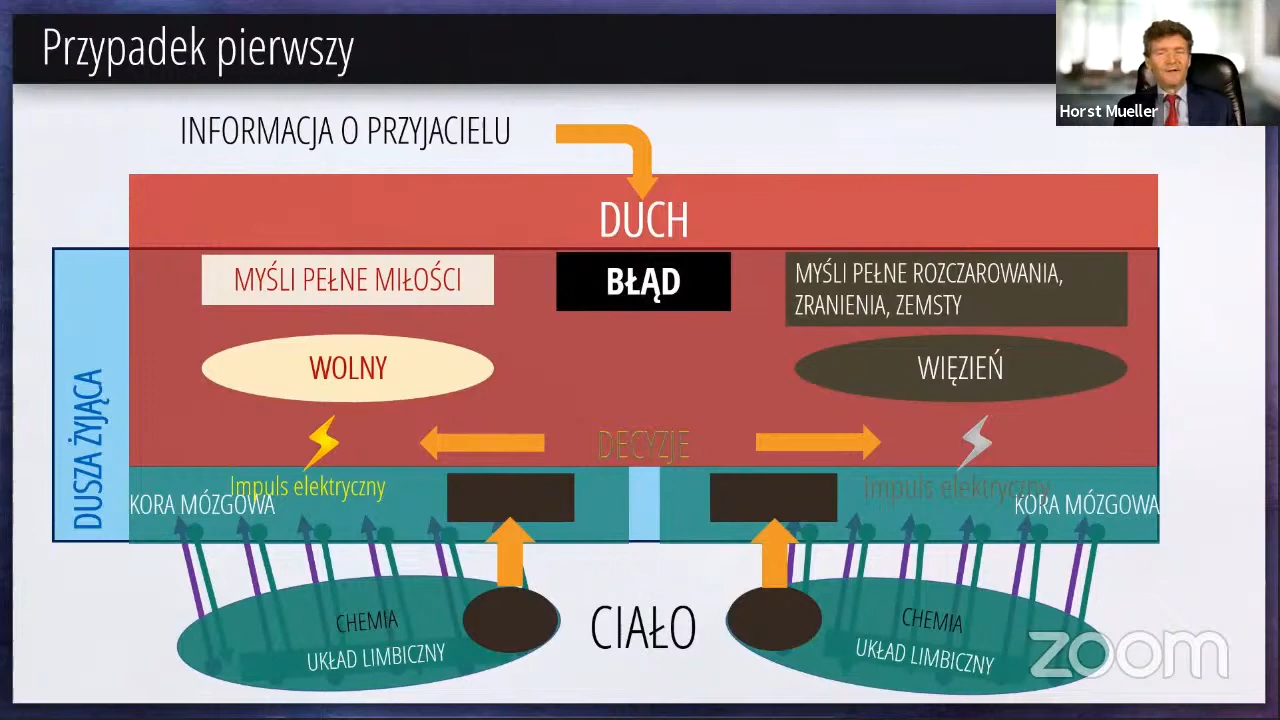 Przypadek pierwszy
Horst Mueller
INFORMACJA O PRZYJACIELU
DUCH
MYŚLI PEŁNE MIŁOŚCI
BŁĄD
MYŚLI PEŁNE ROZCZAROWANIA,
ZRANIENIA, ZEMSTY
WOLNY
WIĘZIEŃ
DUSZA ŻYJĄCA
DECYZJE
Impuls elektryczny
Impuls elektryczny
KORA MÓZGOWA
KORA MÓZGOWA
CHEMIA
UKŁAD LIMBICZNY
CIAŁO
CHEMIA
UKŁAD LIMBICZNY
zoom